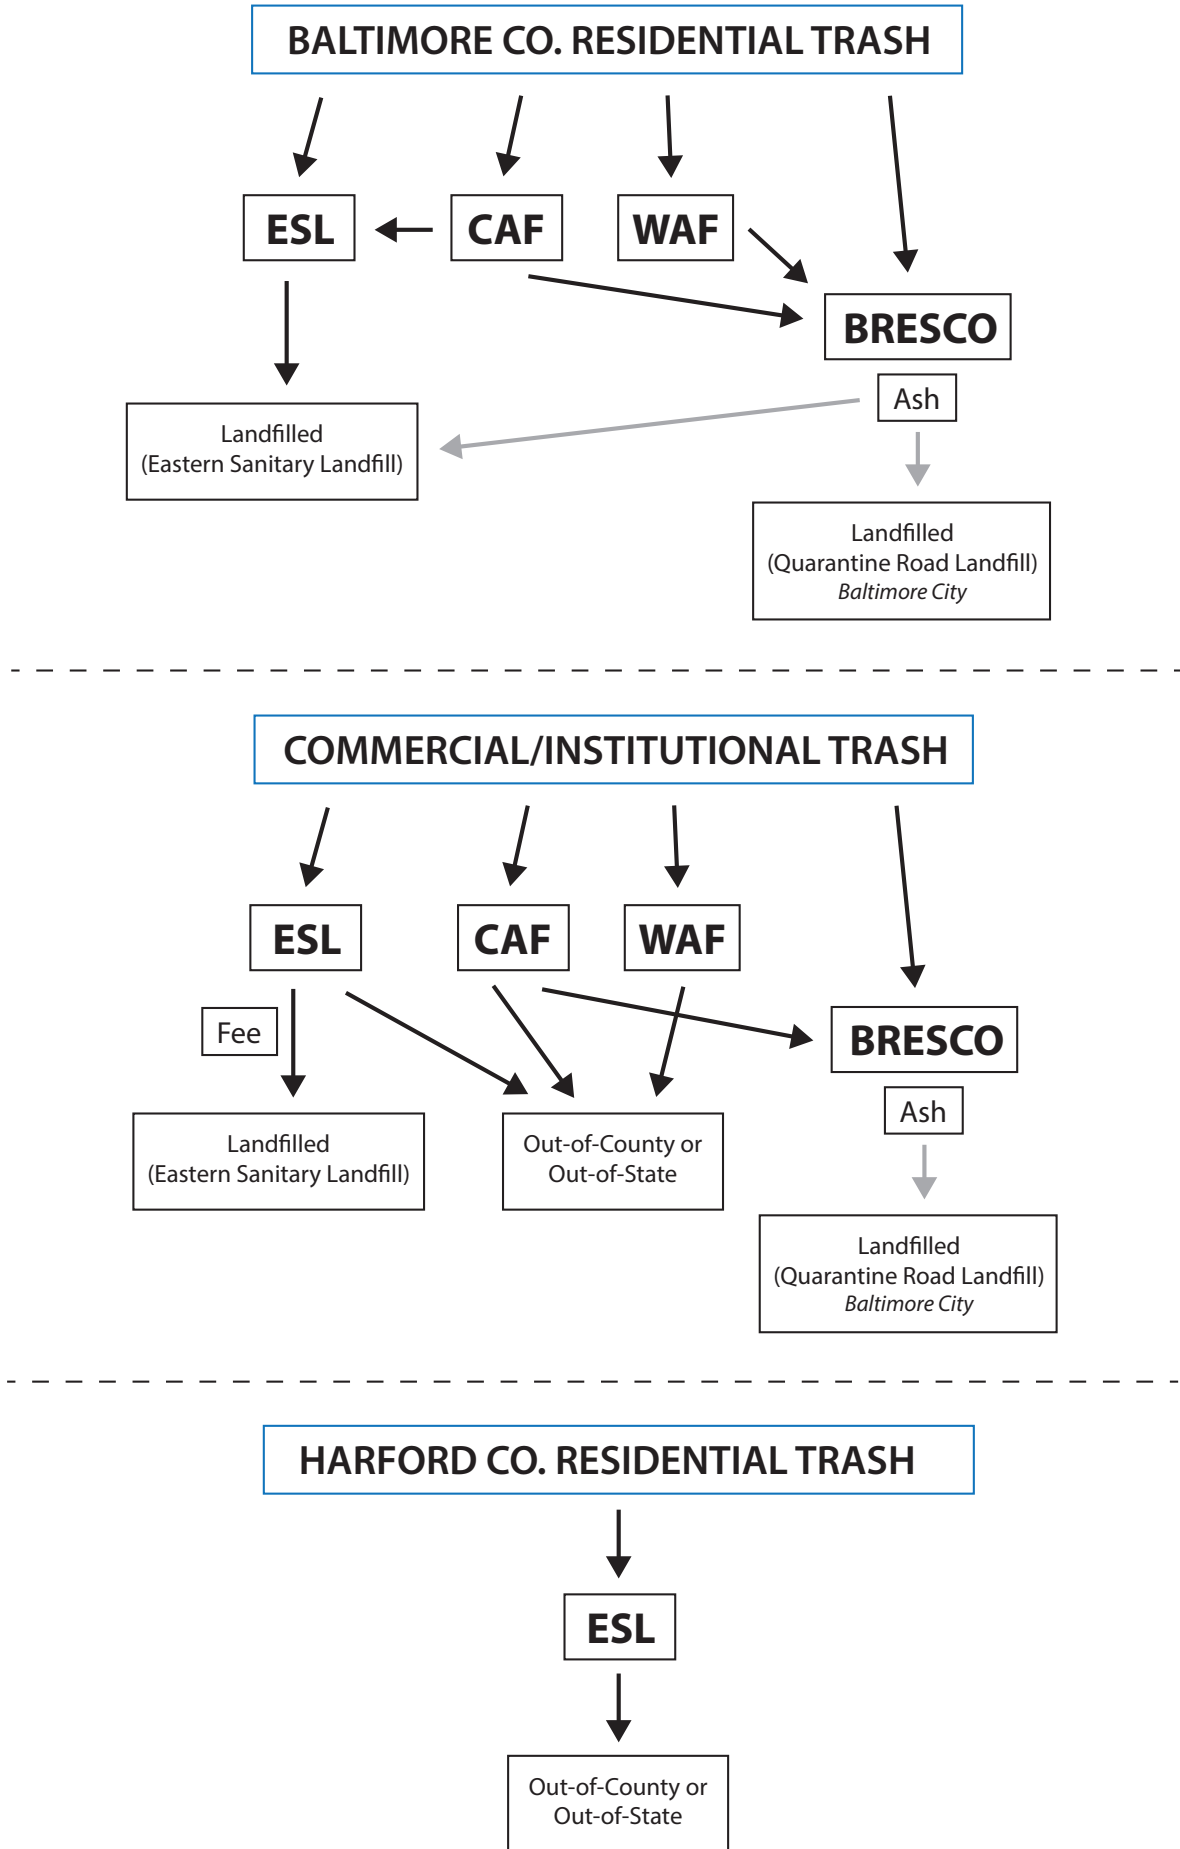 BALTIMORE CO. RESIDENTIAL TRASH
ESL
CAF
WAF
BRESCO
Ash
Landfilled
(Eastern Sanitary Landfill)
Landfilled
(Quarantine Road Landfill)
Baltimore City
COMMERCIAL/INSTITUTIONAL TRASH
ESL
CAF
WAF
Fee
BRESCO
Ash
Landfilled
(Eastern Sanitary Landfill)
Out-of-County or
Out-of-State
Landfilled
(Quarantine Road Landfill)
Baltimore City
HARFORD CO. RESIDENTIAL TRASH
ESL
Out-of-County or
Out-of-State